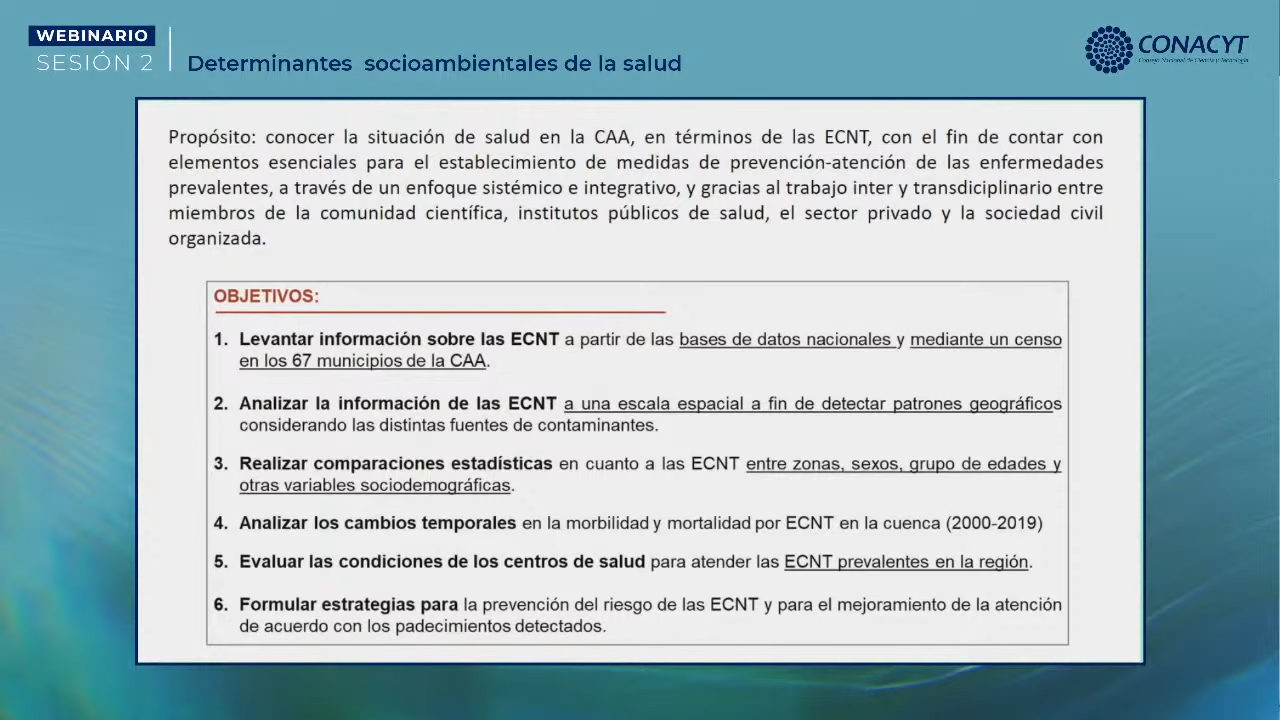 WEBINARIO
SESIÓN 2
Determinantes socioambientales de la salud
CONACYT
Consejo Nacional de Ciencia y Tecnología
Propósito: conocer la situación de salud en la CAA, en términos de las ECNT, con el fin de contar con
elementos esenciales para el establecimiento de medidas de prevención-atención de las enfermedades
prevalentes, a través de un enfoque sistémico e integrativo, y gracias al trabajo inter y transdiciplinario entre
miembros de la comunidad científica, institutos públicos de salud, el sector privado y la sociedad civil
organizada.
OBJETIVOS:
1. Levantar información sobre las ECNT a partir de las bases de datos nacionales y mediante un censo
en los 67 municipios de la CAA.
2. Analizar la información de las ECNT a una escala espacial a fin de detectar patrones geográficos
considerando las distintas fuentes de contaminantes.
3. Realizar comparaciones estadísticas en cuanto a las ECNT entre zonas, sexos, grupo de edades y
otras variables sociodemográficas.
4. Analizar los cambios temporales en la morbilidad y mortalidad por ECNT en la cuenca (2000-2019)
5. Evaluar las condiciones de los centros de salud para atender las ECNT prevalentes en la región.
6. Formular estrategias para la prevención del riesgo de las ECNT y para el mejoramiento de la atención
de acuerdo con los padecimientos detectados.